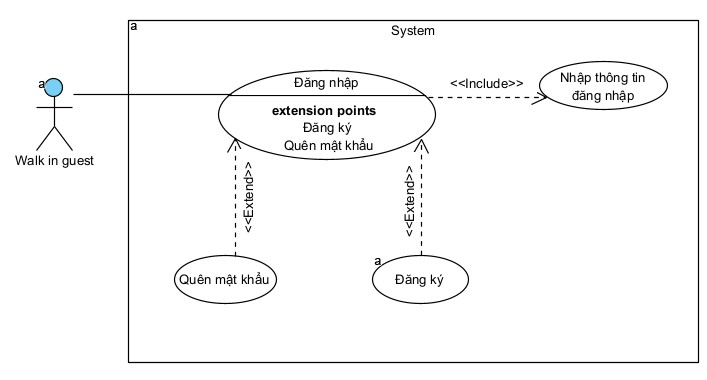 a
System
a
Walk in guest
Đăng nhập
extension points
Đăng ký
Quên mật khẩu
<<Include>>
Nhập thông tin
đăng nhập
<<Extend>>
<<Extend>>
Quên mật khẩu
a
Đăng ký